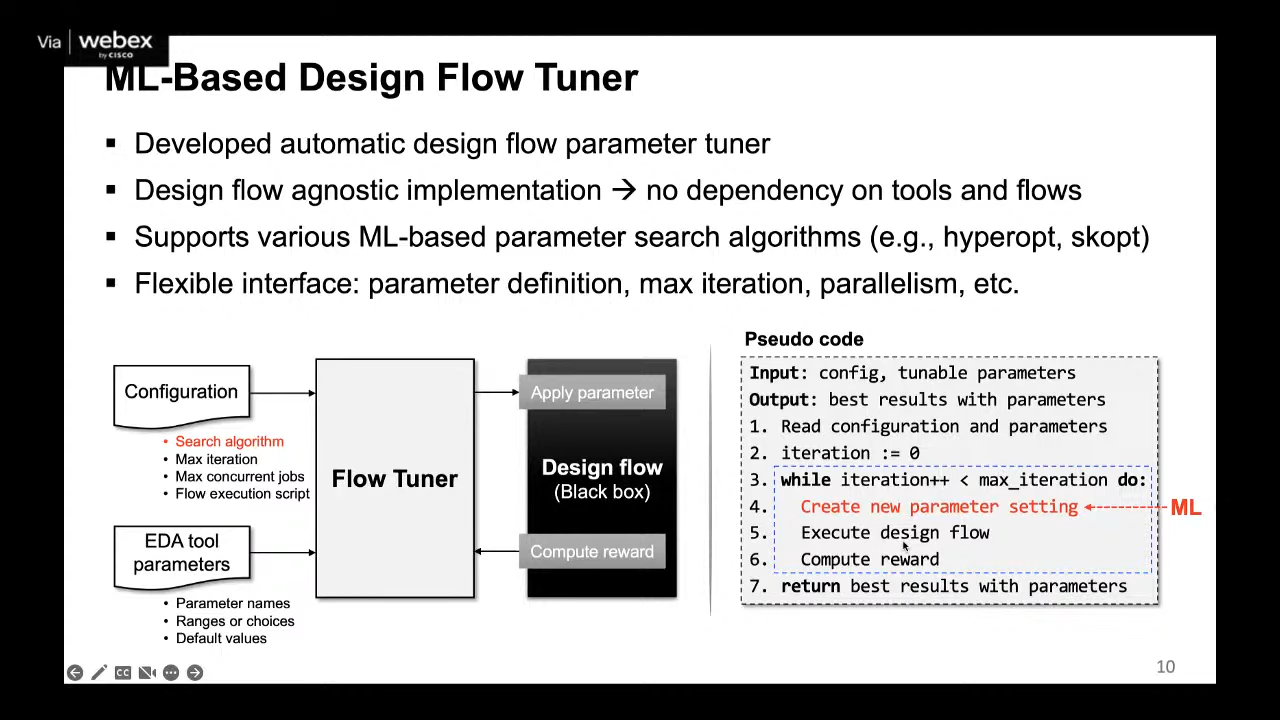 Via webex
by CISCO
ML-Based Design Flow Tuner
▪ Developed automatic design flow parameter tuner
▪ Design flow agnostic implementation → no dependency on tools and flows
▪ Supports various ML-based parameter search algorithms (e.g., hyperopt, skopt)
▪ Flexible interface: parameter definition, max iteration, parallelism, etc.
Configuration
• Search algorithm
• Max iteration
• Max concurrent jobs
• Flow execution script
EDA tool
parameters
• Parameter names
• Ranges or choices
• Default values
Flow Tuner
Apply parameter
Design flow
(Black box)
Compute reward
Pseudo code
Input: config, tunable parameters
Output: best results with parameters
1. Read configuration and parameters
2. iteration := 0
3. while iteration++ < max_iteration do:
4. Create new parameter setting
ML
5. Execute design flow
6. Compute reward
7. return best results with parameters
CC
10